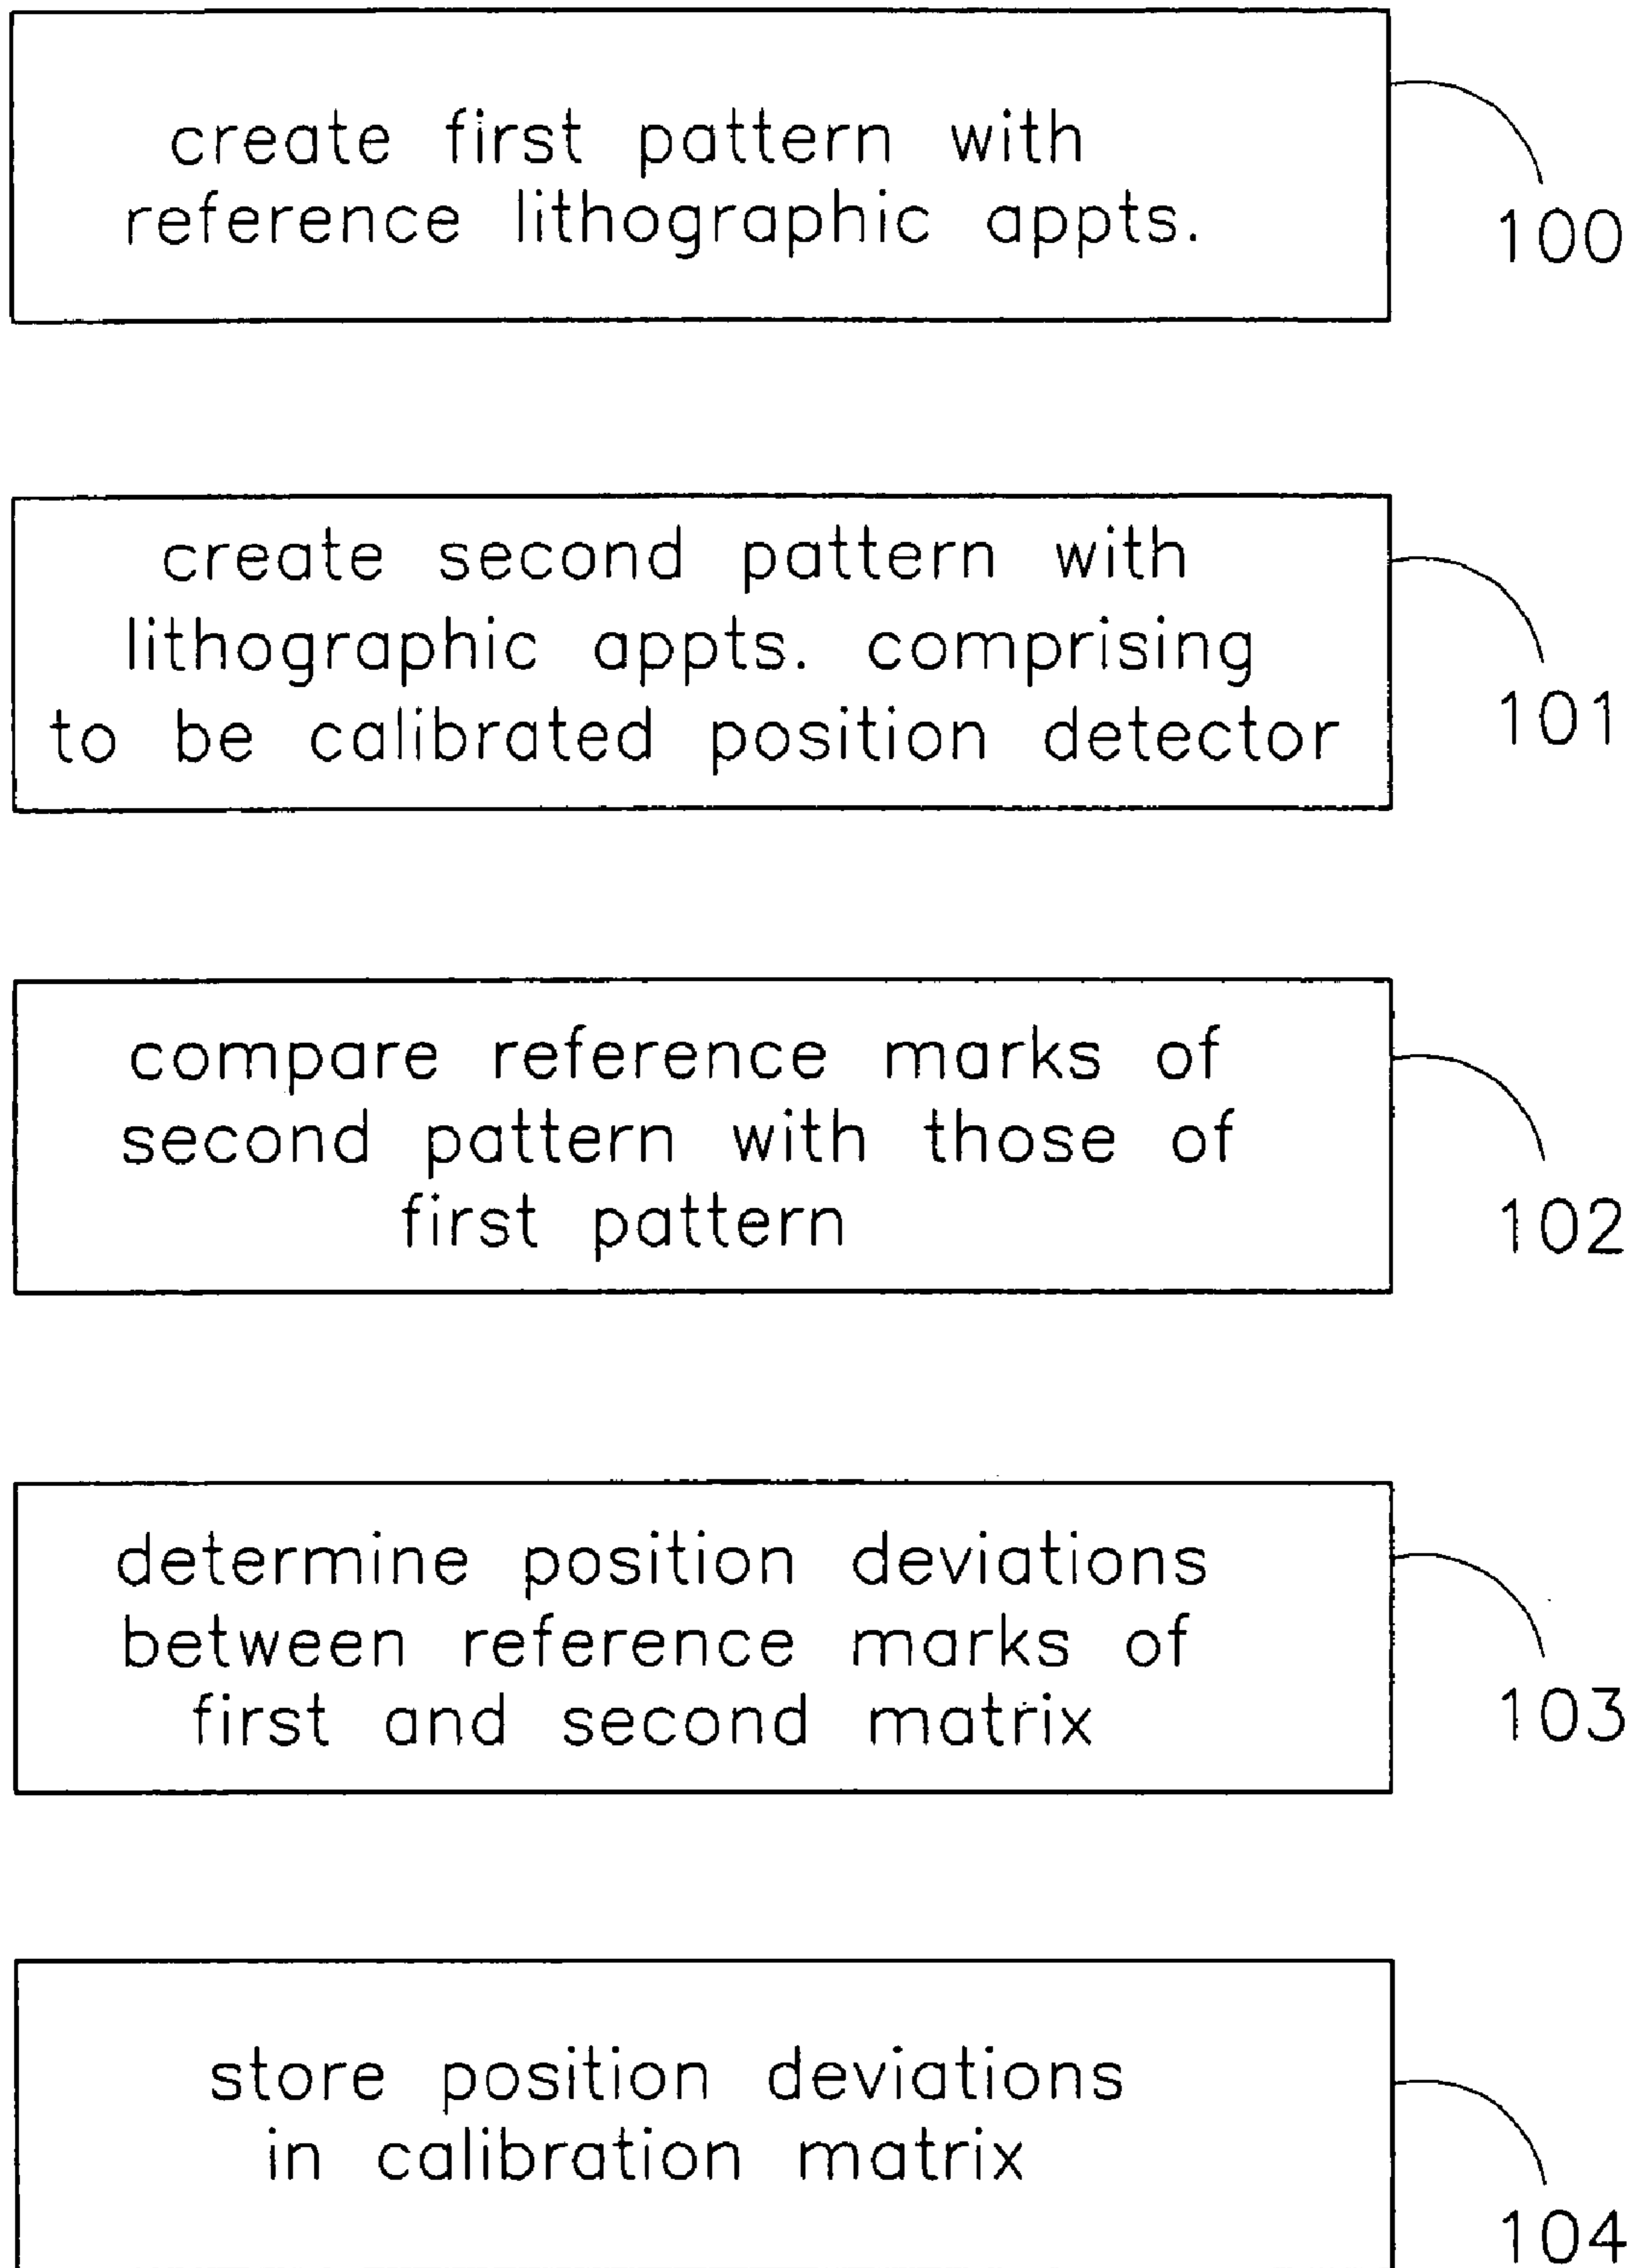 create first pattern with
reference lithographic appts.
100
create second pattern with
lithographic appts. comprising
to be calibrated position detector
101
compare reference marks of
second pattern with those of
first pattern
102
determine position deviations
between reference marks of
first and second matrix
103
store position deviations
in calibration matrix
104